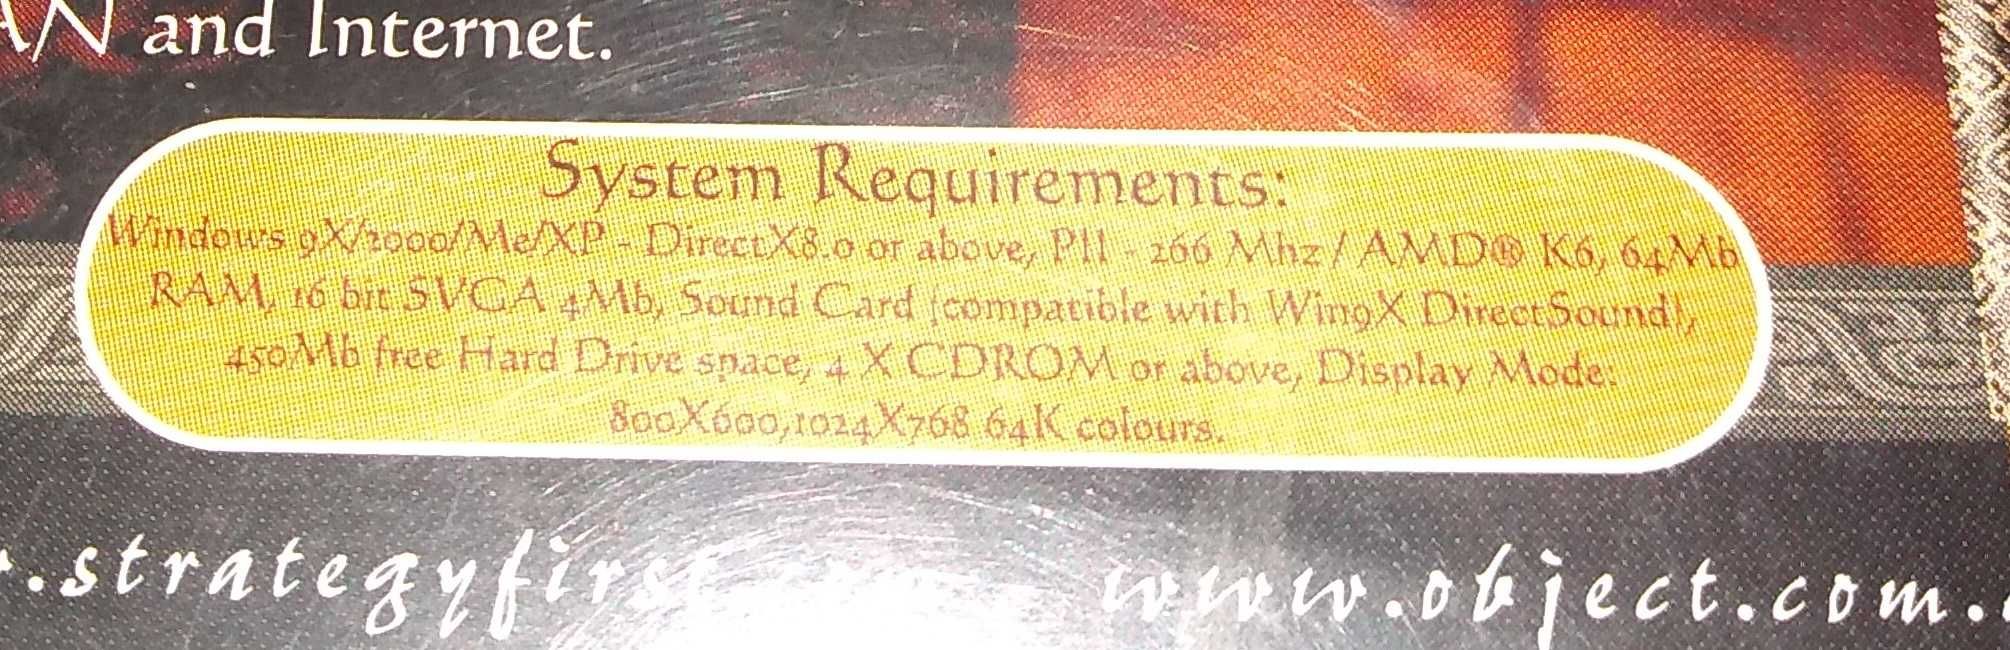 and Internet.
System Requirements:
Windows 9X/2000/Me/XP - DirectX8.0 or above, PII - 266 Mhz / AMD® K6, 64Mb
RAM, 16 bit SVGA 4Mb, Sound Card {compatible with Win9X DirectSound},
450Mb free Hard Drive space, 4 X CDROM or above, Display Mode:
800X600,1024X768 64K colours.
.strategyfirst. www.object.com.